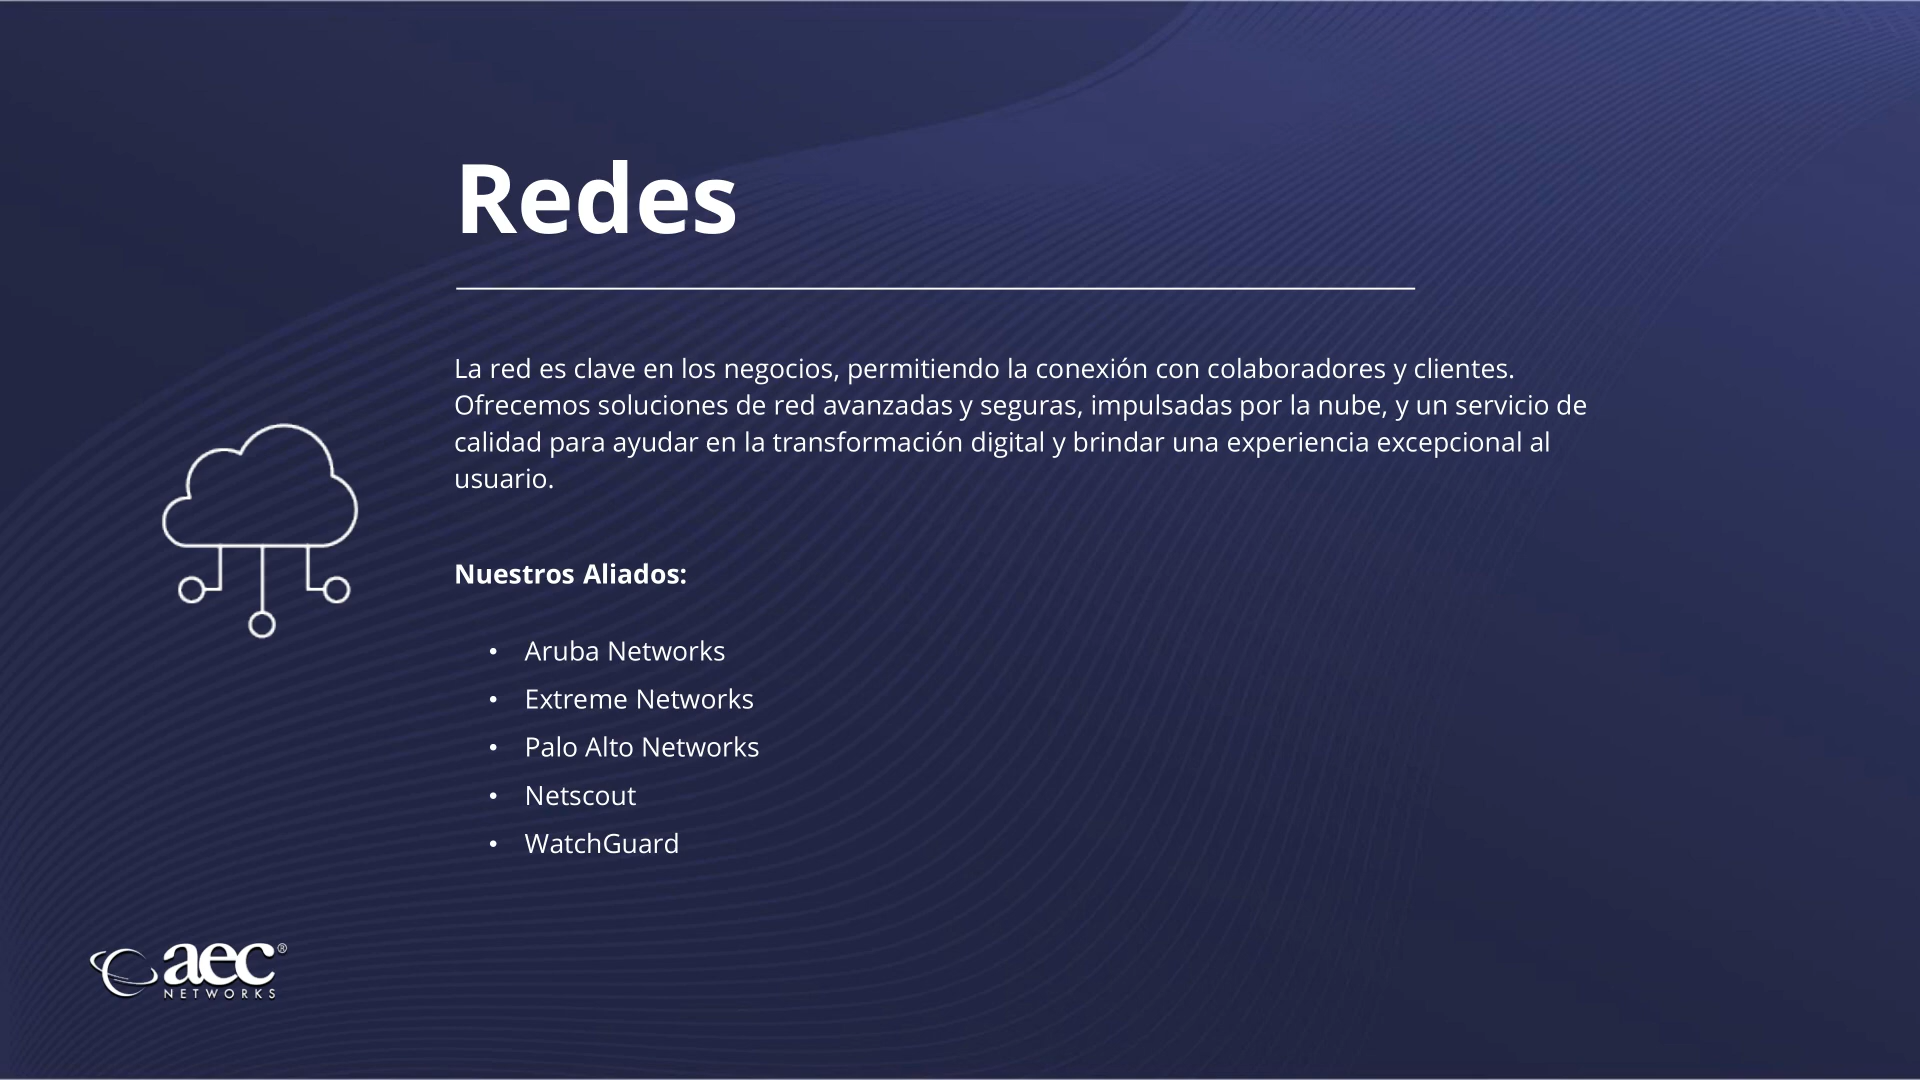 Redes
La red es clave en los negocios, permitiendo la conexión con colaboradores y clientes.
Ofrecemos soluciones de red avanzadas y seguras, impulsadas por la nube, y un servicio de
calidad para ayudar en la transformación digital y brindar una experiencia excepcional al
usuario.
Nuestros Aliados:
• Aruba Networks
• Extreme Networks
• Palo Alto Networks
• Netscout
• WatchGuard
aec®
NETWORKS